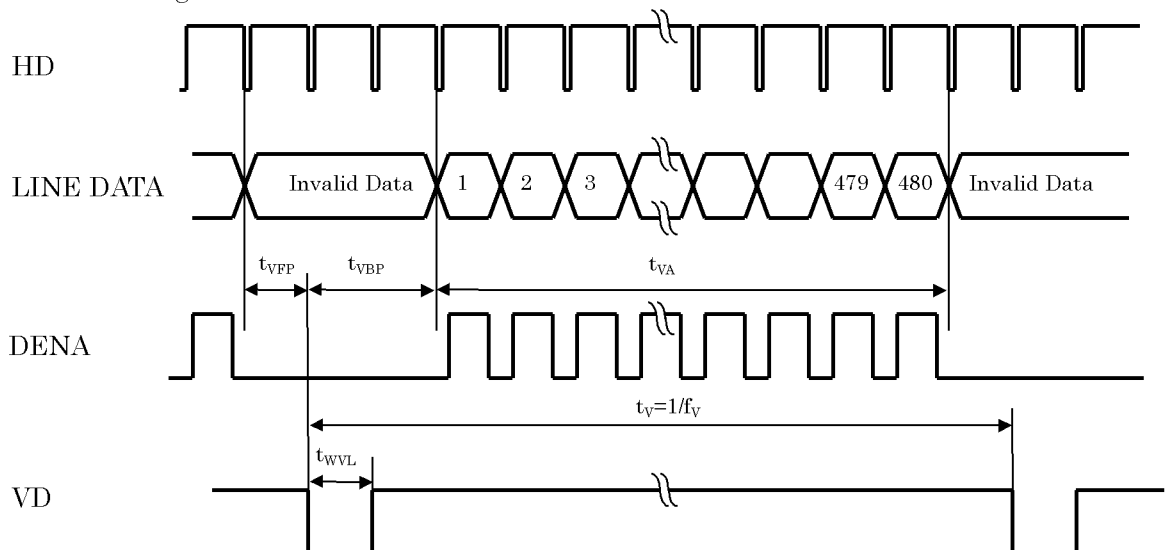 HD
LINE DATA
Invalid Data 1 2 3 479 480 Invalid Data
tVFP tVBP tVA
DENA
tV=1/fV
tWVL
VD